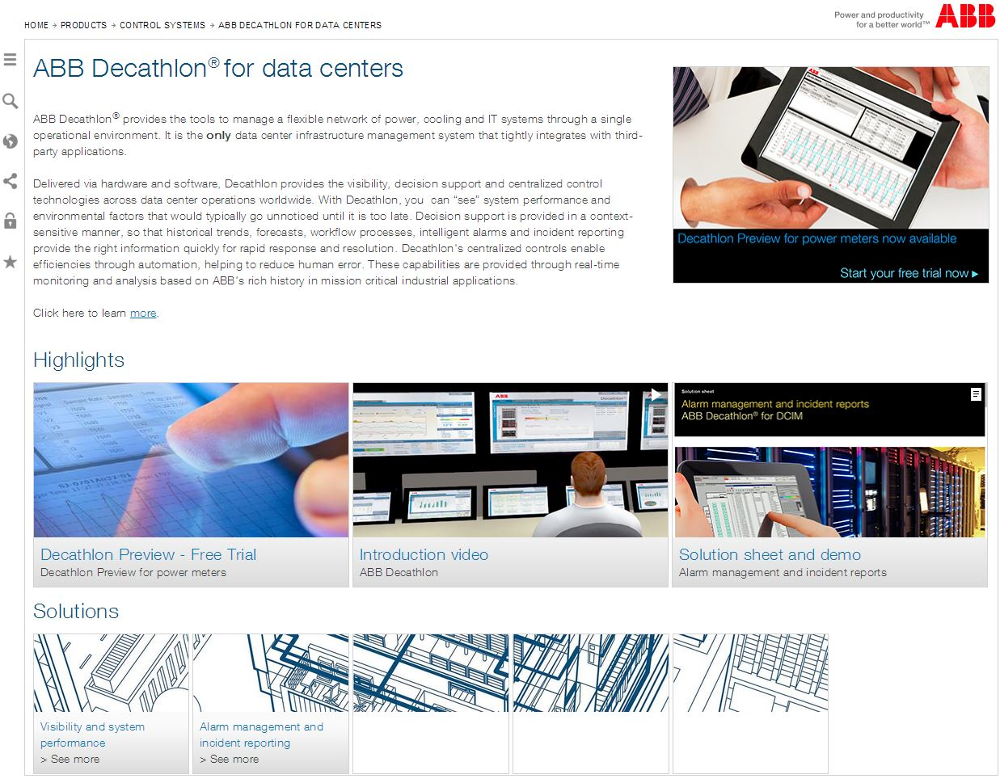 Power and productivity
for a better world™
ABB
HOME → PRODUCTS → CONTROL SYSTEMS → ABB DECATHLON FOR DATA CENTERS
ABB Decathlon® for data centers
ABB Decathlon® provides the tools to manage a flexible network of power, cooling and IT systems through a single
operational environment. It is the only data center infrastructure management system that tightly integrates with third-
party applications.
Delivered via hardware and software, Decathlon provides the visibility, decision support and centralized control
technologies across data center operations worldwide. With Decathlon, you can “see” system performance and
environmental factors that would typically go unnoticed until it is too late. Decision support is provided in a context-
sensitive manner, so that historical trends, forecasts, workflow processes, intelligent alarms and incident reporting
provide the right information quickly for rapid response and resolution. Decathlon's centralized controls enable
efficiencies through automation, helping to reduce human error. These capabilities are provided through real-time
monitoring and analysis based on ABB's rich history in mission critical industrial applications.
Click here to learn more.
ABB
Decathlon Preview for power meters now available
Start your free trial now ▸
Highlights
Sample Rate Samples
Decathlon Preview - Free Trial
Decathlon Preview for power meters
ABB
Decathlon
Introduction video
ABB Decathlon
Solution sheet
Alarm management and incident reports
ABB Decathlon® for DCIM
Solution sheet and demo
Alarm management and incident reports
Solutions
Visibility and system
performance
> See more
Alarm management and
incident reporting
> See more